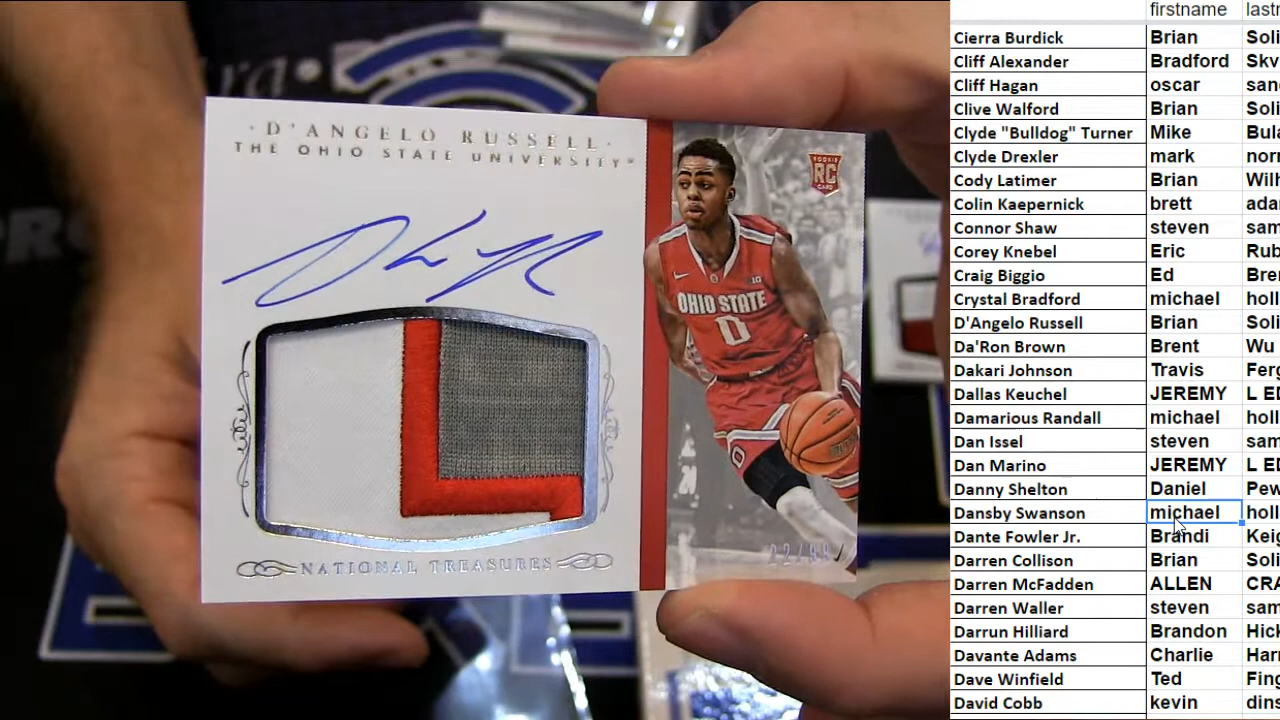 · D'ANGELO RUSSELL ·
THE OHIO STATE UNIVERSITY
ROOKIE
RC
CARD
OHIO STATE
0
NATIONAL TREASURES
firstname
Cierra Burdick Brian
Cliff Alexander Bradford
Cliff Hagan oscar
Clive Walford Brian
Clyde "Bulldog" Turner Mike
Clyde Drexler mark
Cody Latimer Brian
Colin Kaepernick brett
Connor Shaw steven
Corey Knebel Eric
Craig Biggio Ed
Crystal Bradford michael
D'Angelo Russell Brian
Da'Ron Brown Brent Wu
Dakari Johnson Travis
Dallas Keuchel JEREMY
Damarious Randall michael
Dan Issel steven
Dan Marino JEREMY
Danny Shelton Daniel
Dansby Swanson michael
Dante Fowler Jr. Brandi
Darren Collison Brian
Darren McFadden ALLEN
Darren Waller steven
Darrun Hilliard Brandon
Davante Adams Charlie
Dave Winfield Ted
David Cobb kevin